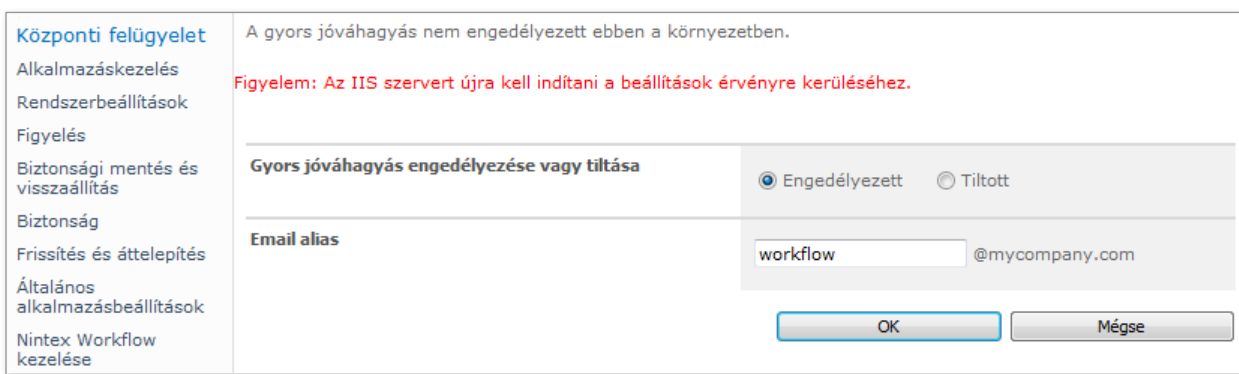 Központi felügyelet
Alkalmazáskezelés
Rendszerbeállítások
Figyelés
Biztonsági mentés és
visszaállítás
Biztonság
Frissítés és áttelepítés
Általános
alkalmazásbeállítások
Nintex Workflow
kezelése
A gyors jóváhagyás nem engedélyezett ebben a környezetben.
Figyelem: Az IIS szervert újra kell indítani a beállítások érvényre kerüléséhez.
Gyors jóváhagyás engedélyezése vagy tiltása
Engedélyezett Tiltott
Email alias
workflow @mycompany.com
OK Mégse